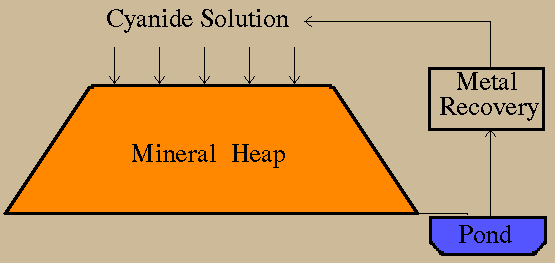 Cyanide Solution
Metal
Recovery
Mineral Heap
Pond